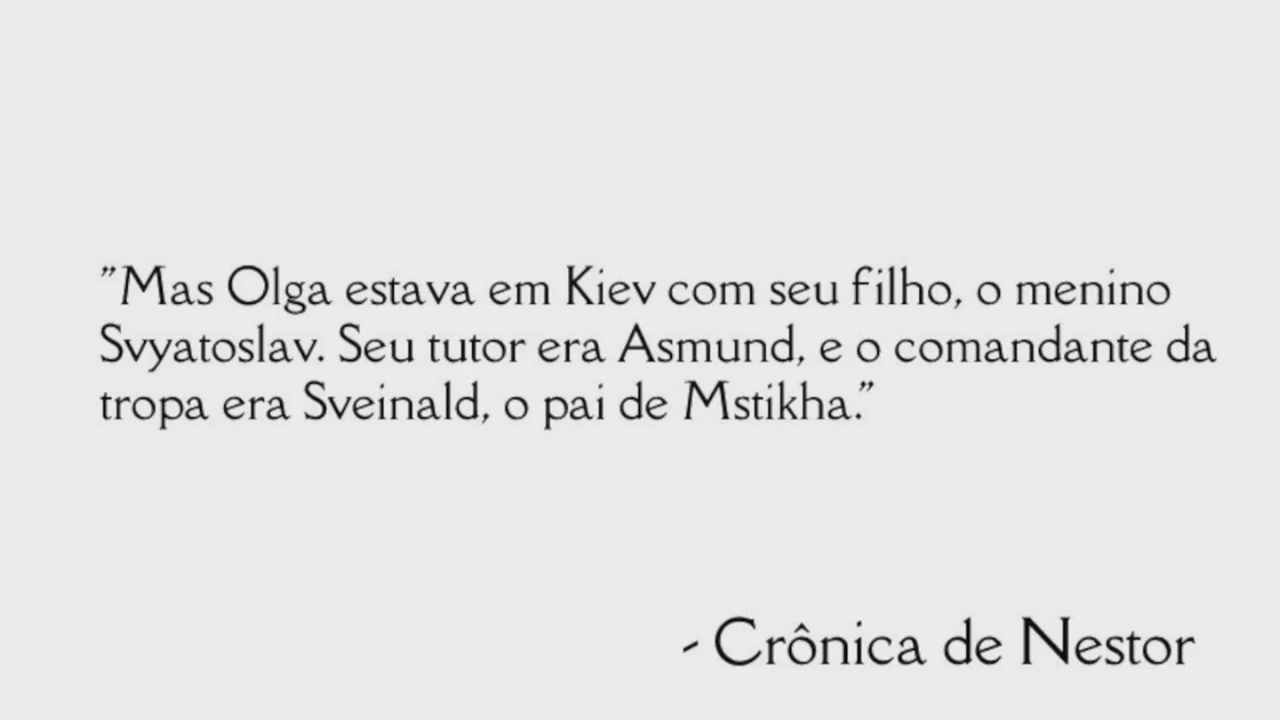 "Mas Olga estava em Kiev com seu filho, o menino
Svyatoslav. Seu tutor era Asmund, e o comandante da
tropa era Sveinald, o pai de Mstikha."
- Crônica de Nestor